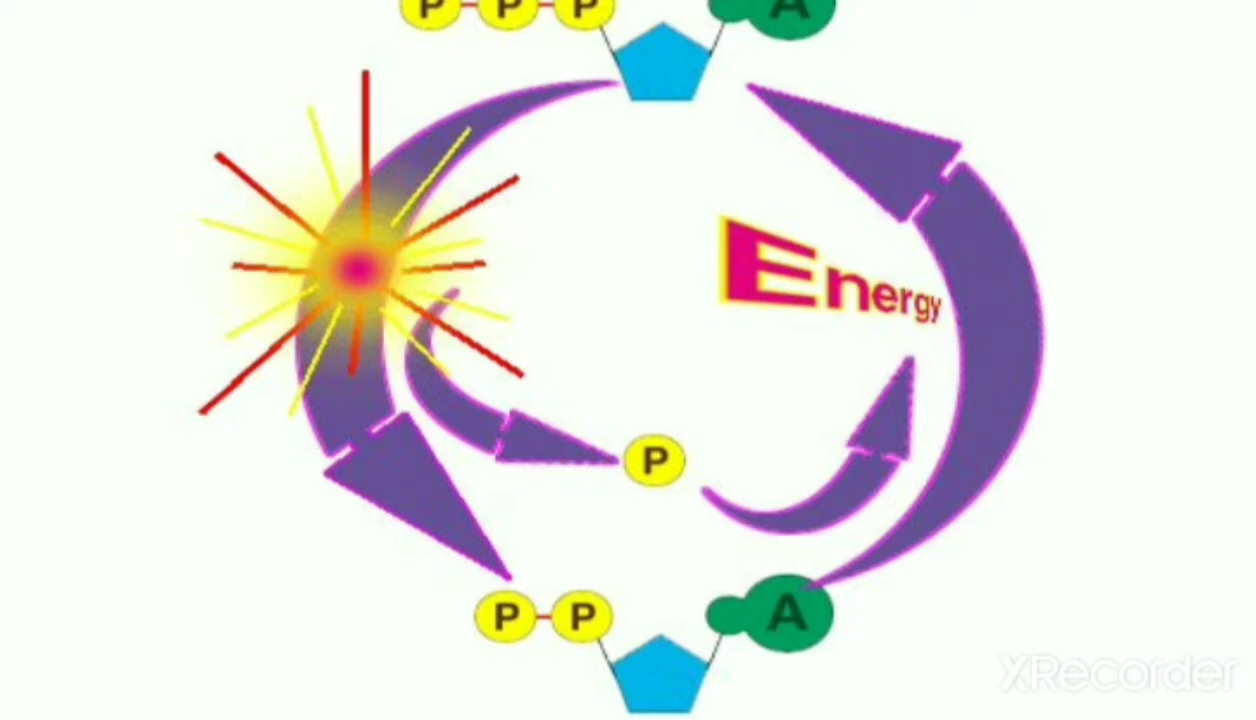 P P P A
Energy
P
P P A
XRecorder